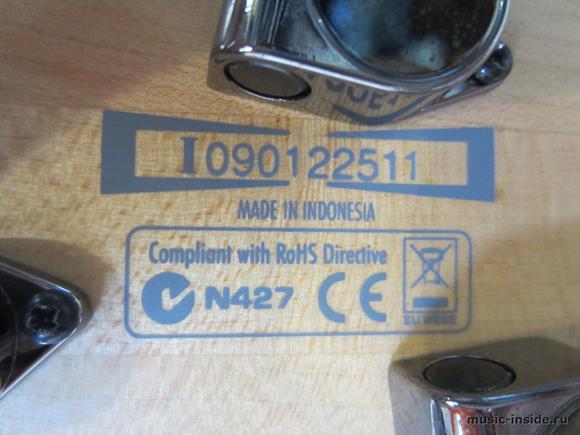 I090122511
MADE IN INDONESIA
Compliant with RoHS Directive
N427 CE
EU WEEE
music-inside.ru